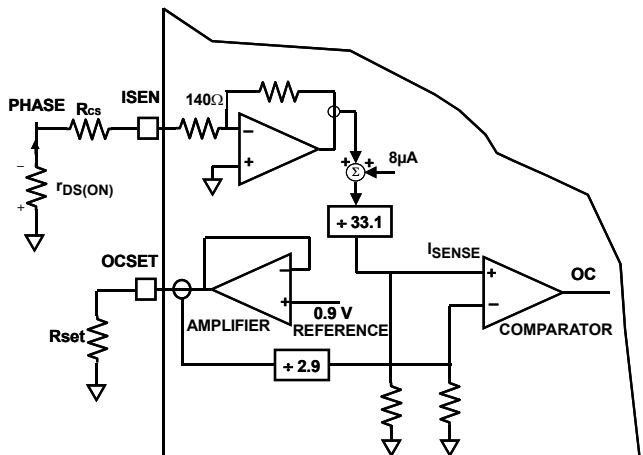 PHASE
Rcs
ISEN
140Ω
−
+
rDS(ON)
−
+
+
+
Σ
8µA
÷ 33.1
ISENSE
OCSET
Rset
−
+
0.9 V
REFERENCE
AMPLIFIER
÷ 2.9
+
−
OC
COMPARATOR